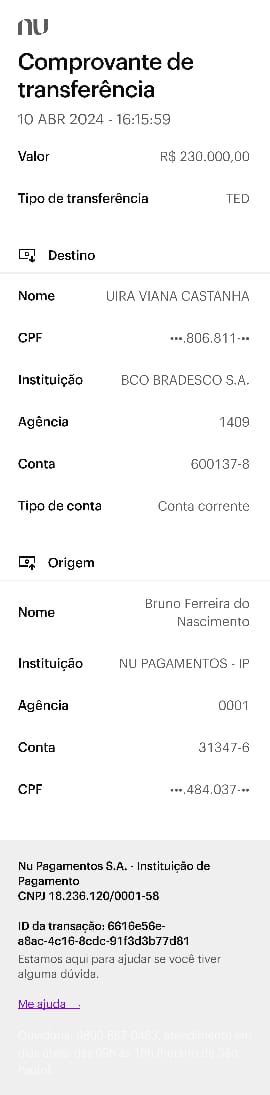 nu
Comprovante de
transferência
10 ABR 2024 - 16:15:59
Valor R$ 230.000,00
Tipo de transferência TED
Destino
Nome UIRA VIANA CASTANHA
CPF •••.806.811-••
Instituição BCO BRADESCO S.A.
Agência 1409
Conta 600137-8
Tipo de conta Conta corrente
Origem
Nome Bruno Ferreira do
Nascimento
Instituição NU PAGAMENTOS - IP
Agência 0001
Conta 31347-6
CPF •••.484.037-••
Nu Pagamentos S.A. - Instituição de
Pagamento
CNPJ 18.236.120/0001-58
ID da transação: 6616e56e-
a8ac-4c16-8cdc-91f3d3b77d81
Estamos aqui para ajudar se você tiver
alguma dúvida.
Me ajuda
Ouvidoria: 0800 887 0463, atendimento em
dias úteis, das 09h às 18h (horário de São
Paulo).